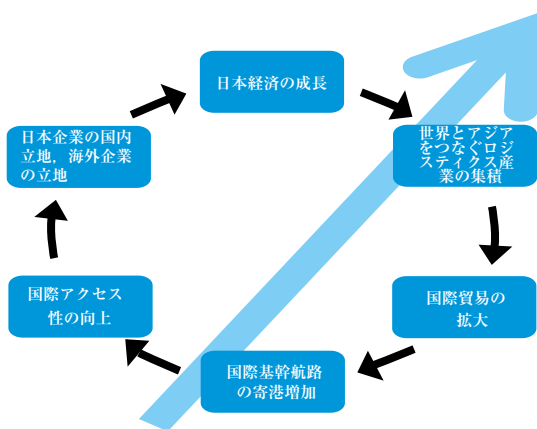 日本経済の成長
世界とアジア
をつなぐロジ
スティクス産
業の集積
国際貿易の
拡大
国際基幹航路
の寄港増加
国際アクセス
性の向上
日本企業の国内
立地，海外企業
の立地